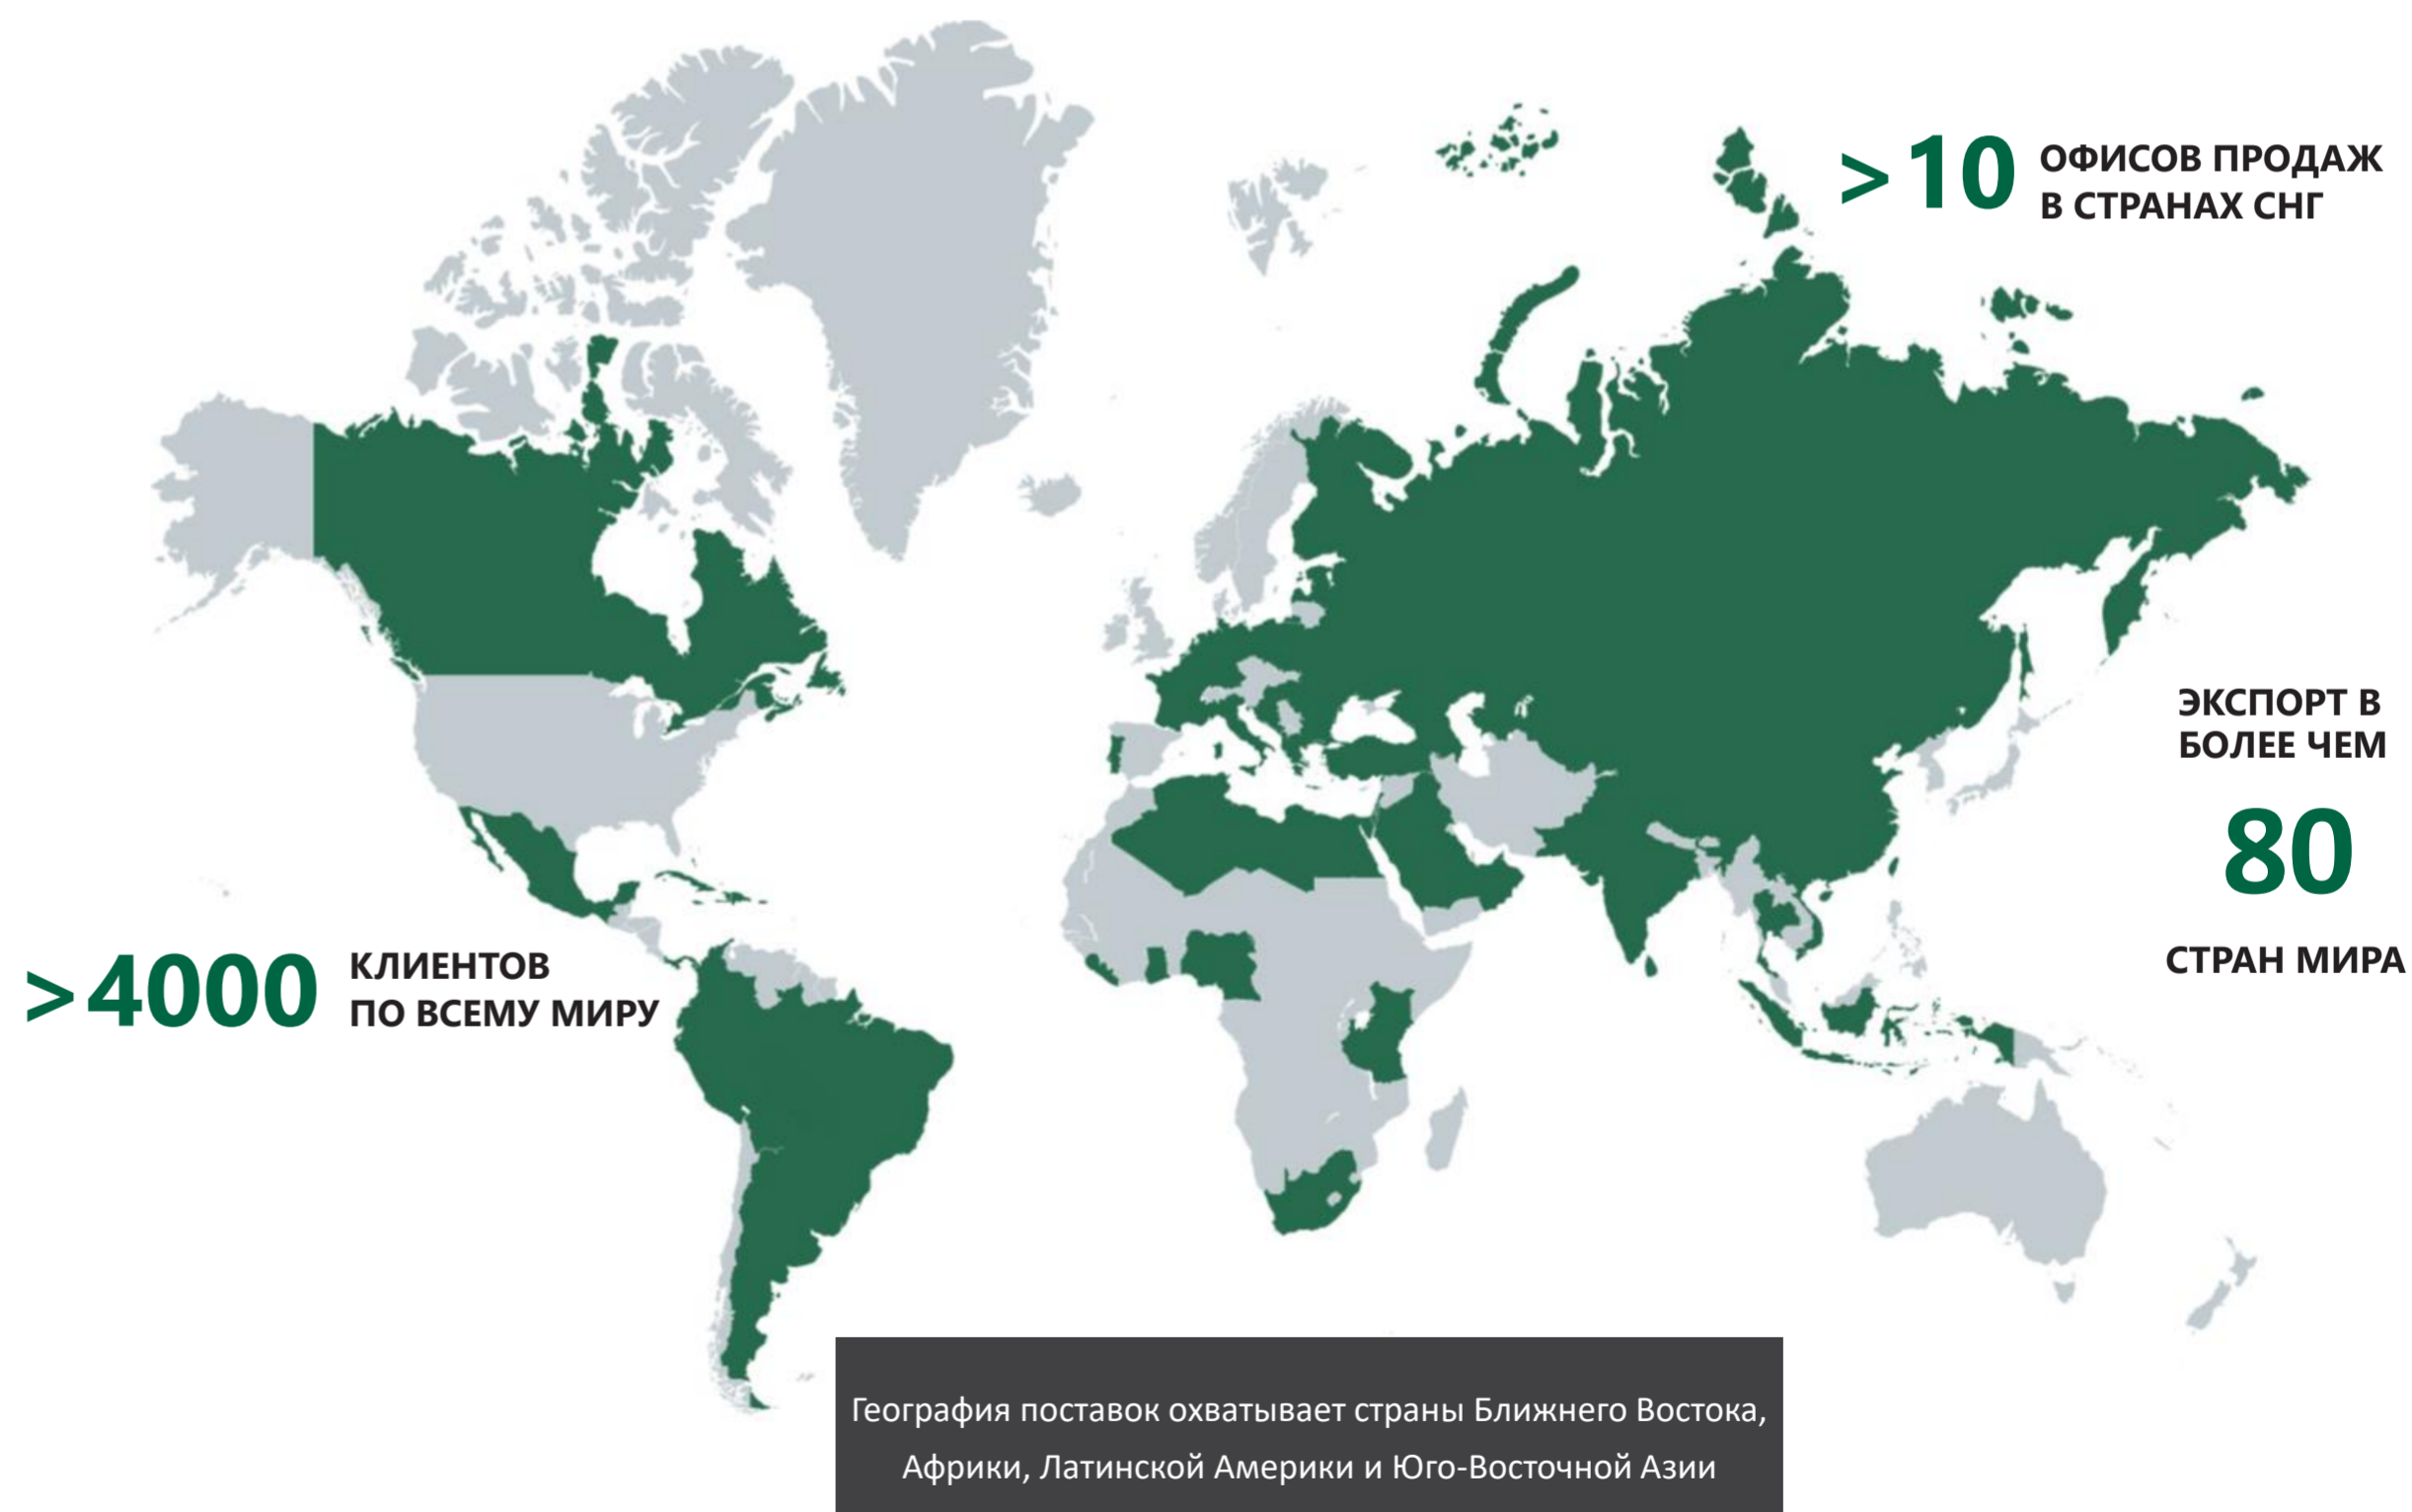 >10 ОФИСОВ ПРОДАЖ
В СТРАНАХ СНГ
ЭКСПОРТ В
БОЛЕЕ ЧЕМ
80
СТРАН МИРА
>4000 КЛИЕНТОВ
ПО ВСЕМУ МИРУ
География поставок охватывает страны Ближнего Востока,
Африки, Латинской Америки и Юго-Восточной Азии